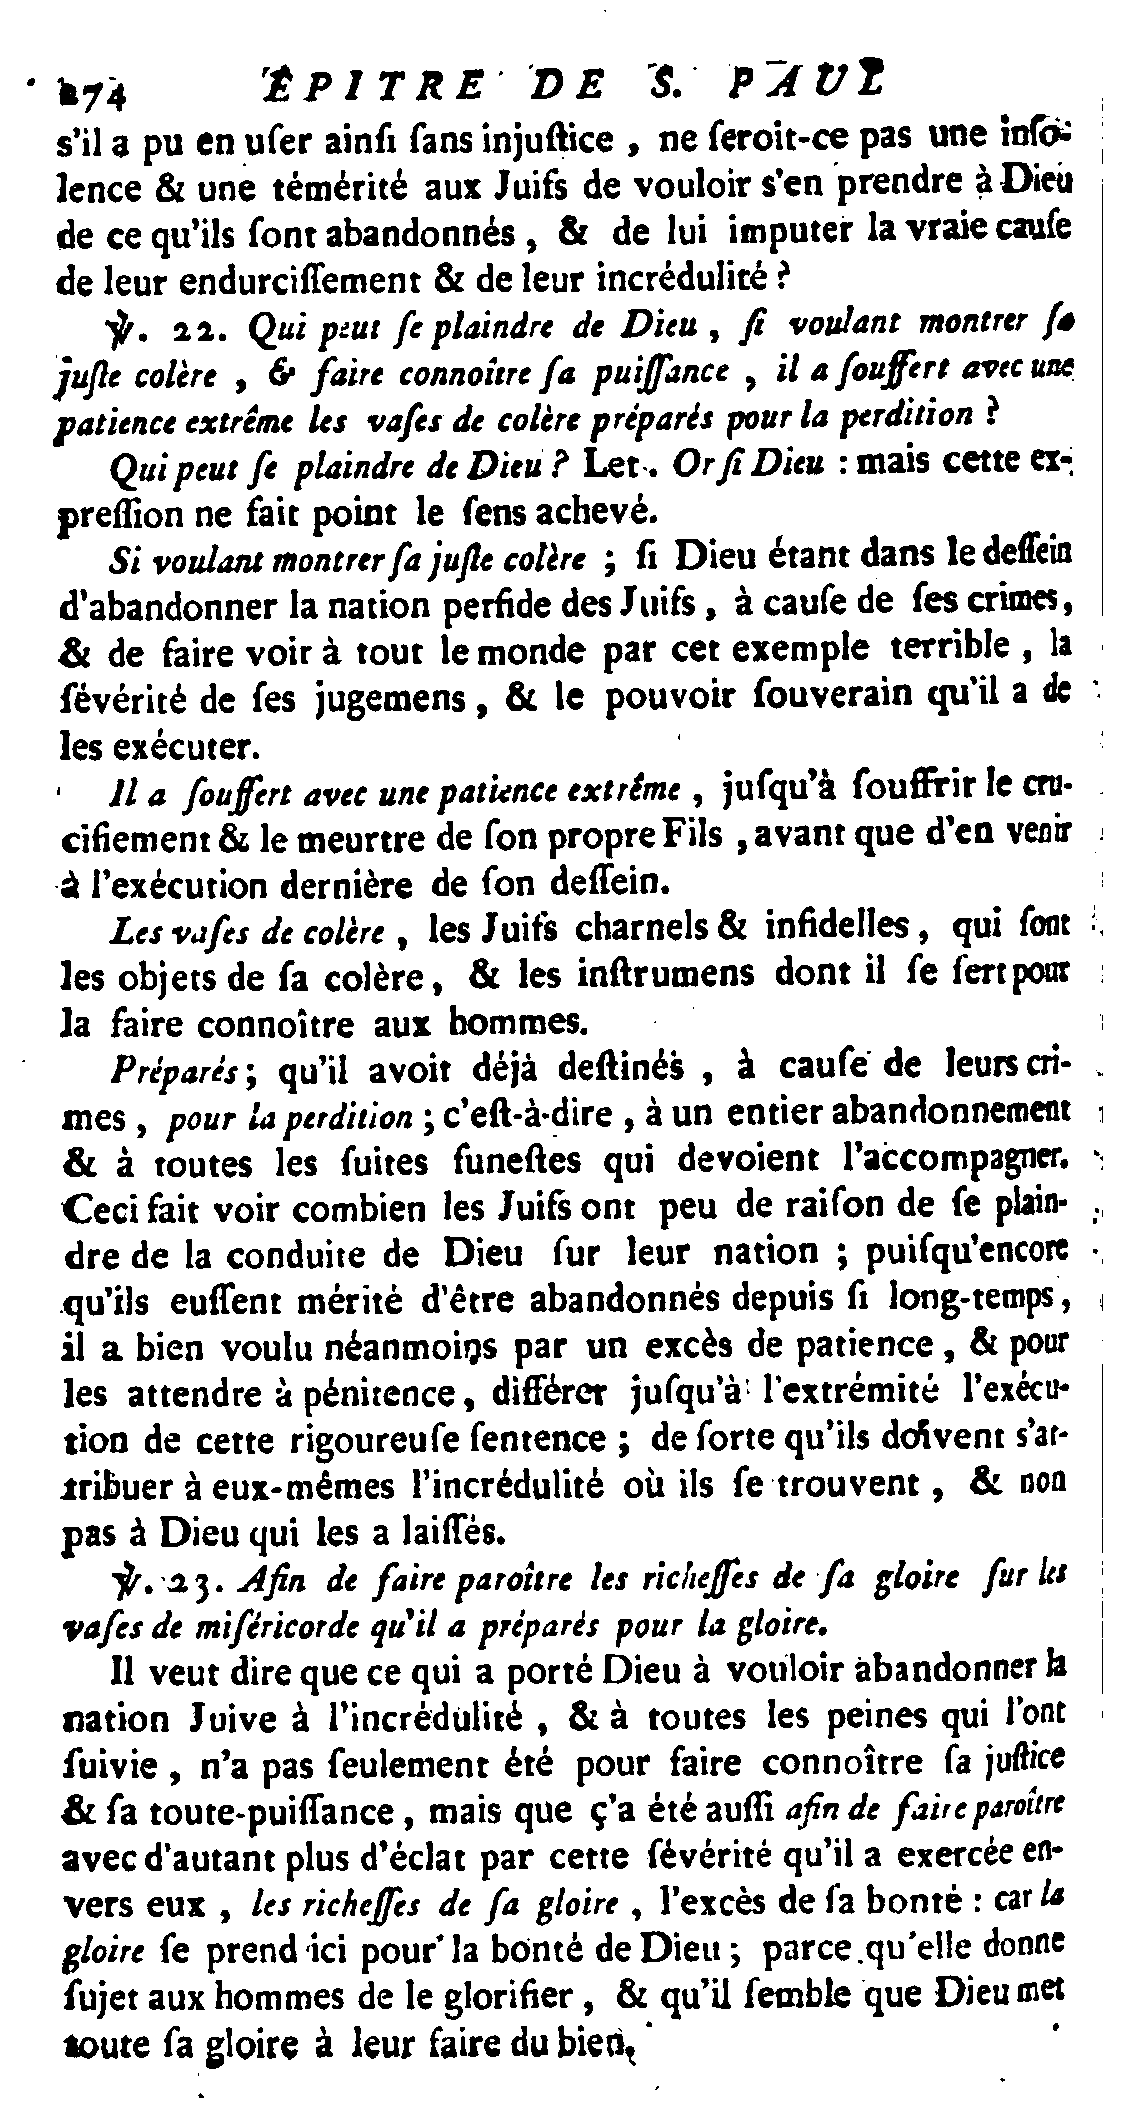 274 ÉPITRE DE S. PAUL
s'il a pu en uſer ainſi ſans injuſtice, ne ſeroit-ce pas une inſo-
lence & une témérité aux Juifs de vouloir s'en prendre à Dieu
de ce qu'ils ſont abandonnés, & de lui imputer la vraie cauſe
de leur endurciſſement & de leur incrédulité ?
℣. 22. Qui peut ſe plaindre de Dieu, ſi voulant montrer ſa
juſte colère, & faire connoître ſa puiſſance, il a ſouffert avec une
patience extrême les vaſes de colère préparés pour la perdition ?
Qui peut ſe plaindre de Dieu ? Let. Or ſi Dieu : mais cette ex-
preſſion ne fait point le ſens achevé.
Si voulant montrer ſa juſte colère ; ſi Dieu étant dans le deſſein
d'abandonner la nation perfide des Juifs, à cauſe de ſes crimes,
& de faire voir à tout le monde par cet exemple terrible, la
ſévérité de ſes jugemens, & le pouvoir ſouverain qu'il a de
les exécuter.
Il a ſouffert avec une patience extrême, juſqu'à ſouffrir le cru-
cifiement & le meurtre de ſon propre Fils, avant que d'en venir
à l'exécution dernière de ſon deſſein.
Les vaſes de colère, les Juifs charnels & infidelles, qui ſont
les objets de ſa colère, & les inſtrumens dont il ſe ſert pour
la faire connoître aux hommes.
Préparés ; qu'il avoit déjà deſtinés, à cauſe de leurs cri-
mes, pour la perdition ; c'eſt-à-dire, à un entier abandonnement
& à toutes les ſuites funeſtes qui devoient l'accompagner.
Ceci fait voir combien les Juifs ont peu de raiſon de ſe plain-
dre de la conduite de Dieu ſur leur nation ; puiſqu'encore
qu'ils euſſent mérité d'être abandonnés depuis ſi long-temps,
il a bien voulu néanmoins par un excès de patience, & pour
les attendre à pénitence, différer juſqu'à l'extrémité l'exécu-
tion de cette rigoureuſe ſentence ; de ſorte qu'ils doivent s'at-
tribuer à eux-mêmes l'incrédulité où ils ſe trouvent, & non
pas à Dieu qui les a laiſſés.
℣. 23. Afin de faire paroître les richeſſes de ſa gloire ſur les
vaſes de miſéricorde qu'il a préparés pour la gloire.
Il veut dire que ce qui a porté Dieu à vouloir abandonner la
nation Juive à l'incrédulité, & à toutes les peines qui l'ont
ſuivie, n'a pas ſeulement été pour faire connoître ſa juſtice
& ſa toute-puiſſance, mais que ç'a été auſſi afin de faire paroître
avec d'autant plus d'éclat par cette ſévérité qu'il a exercée en-
vers eux, les richeſſes de ſa gloire, l'excès de ſa bonté : car la
gloire ſe prend ici pour la bonté de Dieu ; parce qu'elle donne
ſujet aux hommes de le glorifier, & qu'il ſemble que Dieu met
toute ſa gloire à leur faire du bien.